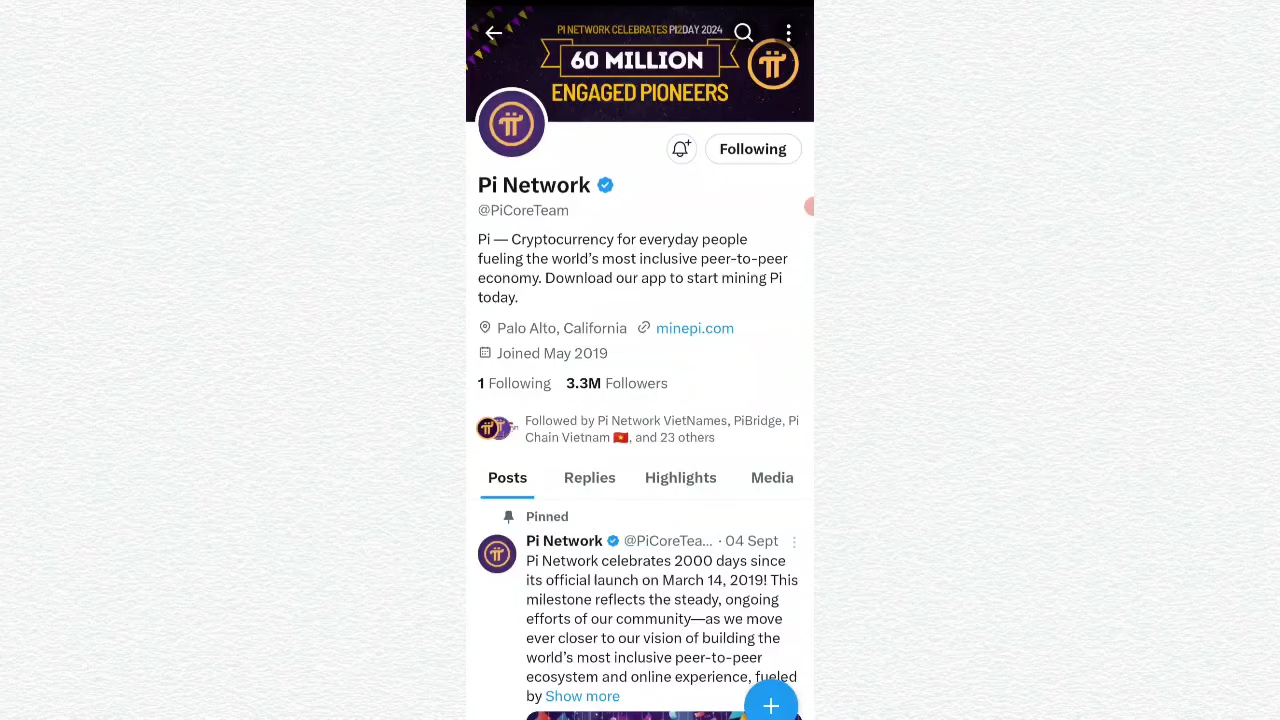 PI NETWORK CELEBRATES PI2DAY 2024
60 MILLION
ENGAGED PIONEERS
Following
Pi Network
@PiCoreTeam
Pi — Cryptocurrency for everyday people
fueling the world’s most inclusive peer-to-peer
economy. Download our app to start mining Pi
today.
Palo Alto, California minepi.com
Joined May 2019
1 Following 3.3M Followers
Followed by Pi Network VietNames, PiBridge, Pi
Chain Vietnam 🇻🇳, and 23 others
Posts Replies Highlights Media
Pinned
Pi Network @PiCoreTea... · 04 Sept
Pi Network celebrates 2000 days since
its official launch on March 14, 2019! This
milestone reflects the steady, ongoing
efforts of our community—as we move
ever closer to our vision of building the
world’s most inclusive peer-to-peer
ecosystem and online experience, fueled
by Show more